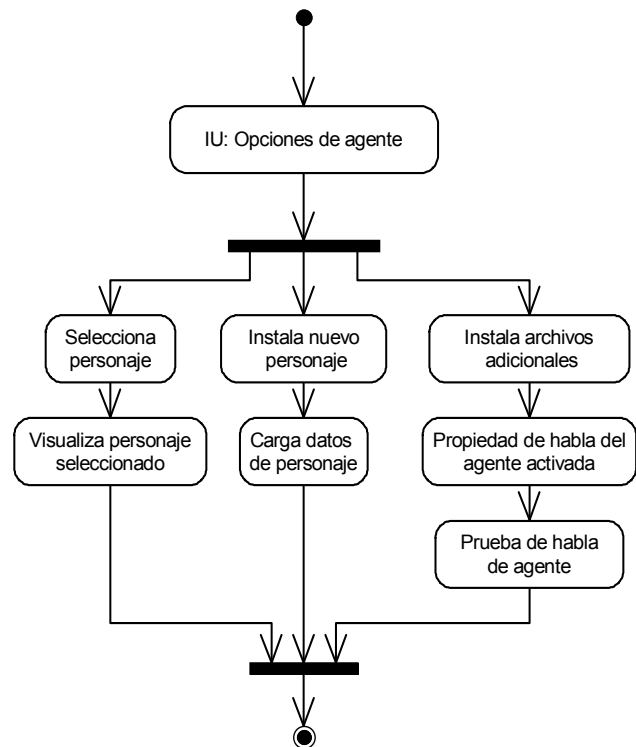 IU: Opciones de agente
Selecciona
personaje
Instala nuevo
personaje
Instala archivos
adicionales
Visualiza personaje
seleccionado
Carga datos
de personaje
Propiedad de habla del
agente activada
Prueba de habla
de agente